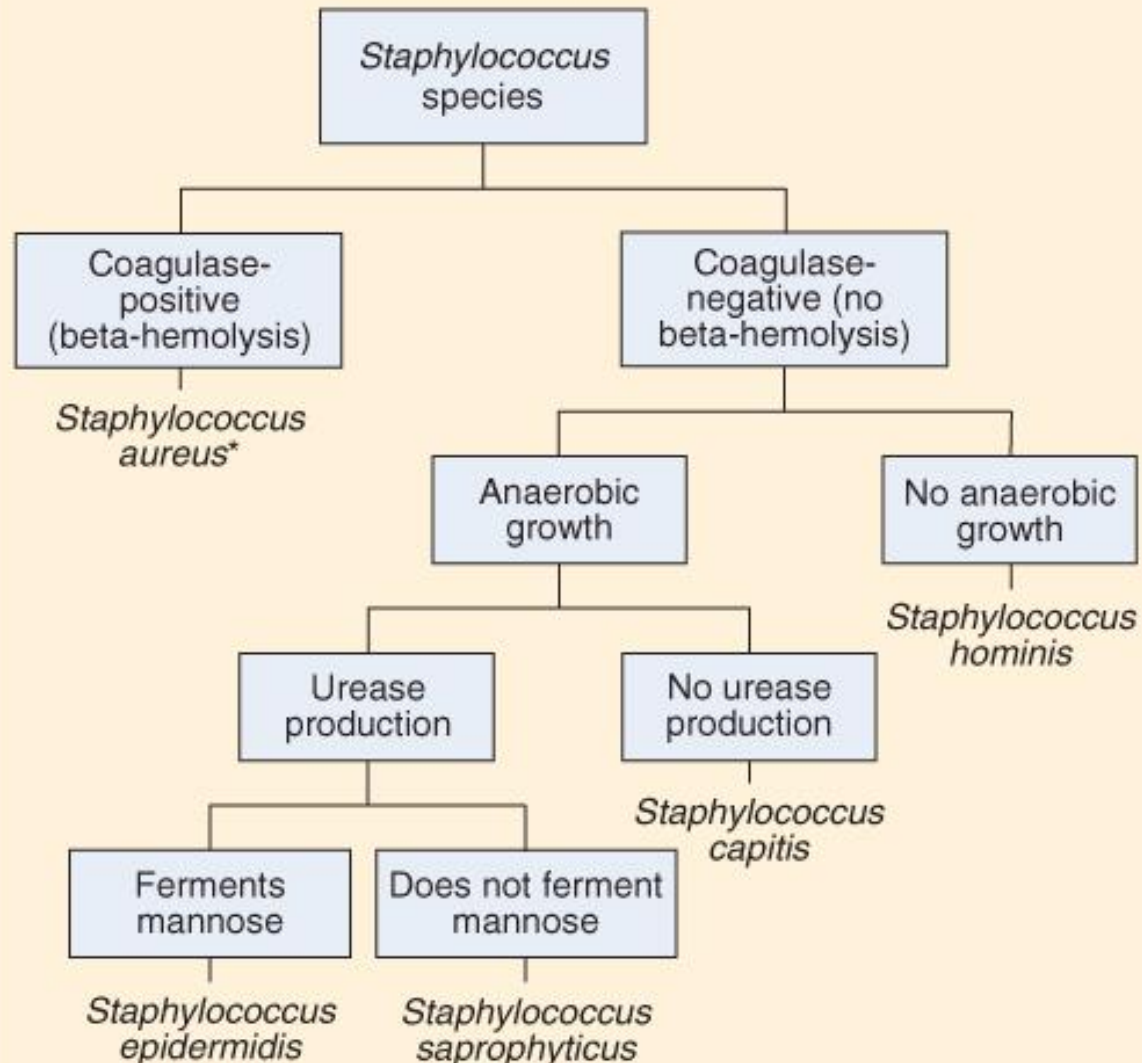 Staphylococcus
species
Coagulase-
positive
(beta-hemolysis)
Coagulase-
negative (no
beta-hemolysis)
Staphylococcus
aureus*
Anaerobic
growth
No anaerobic
growth
Staphylococcus
hominis
Urease
production
No urease
production
Staphylococcus
capitis
Ferments
mannose
Does not ferment
mannose
Staphylococcus
epidermidis
Staphylococcus
saprophyticus